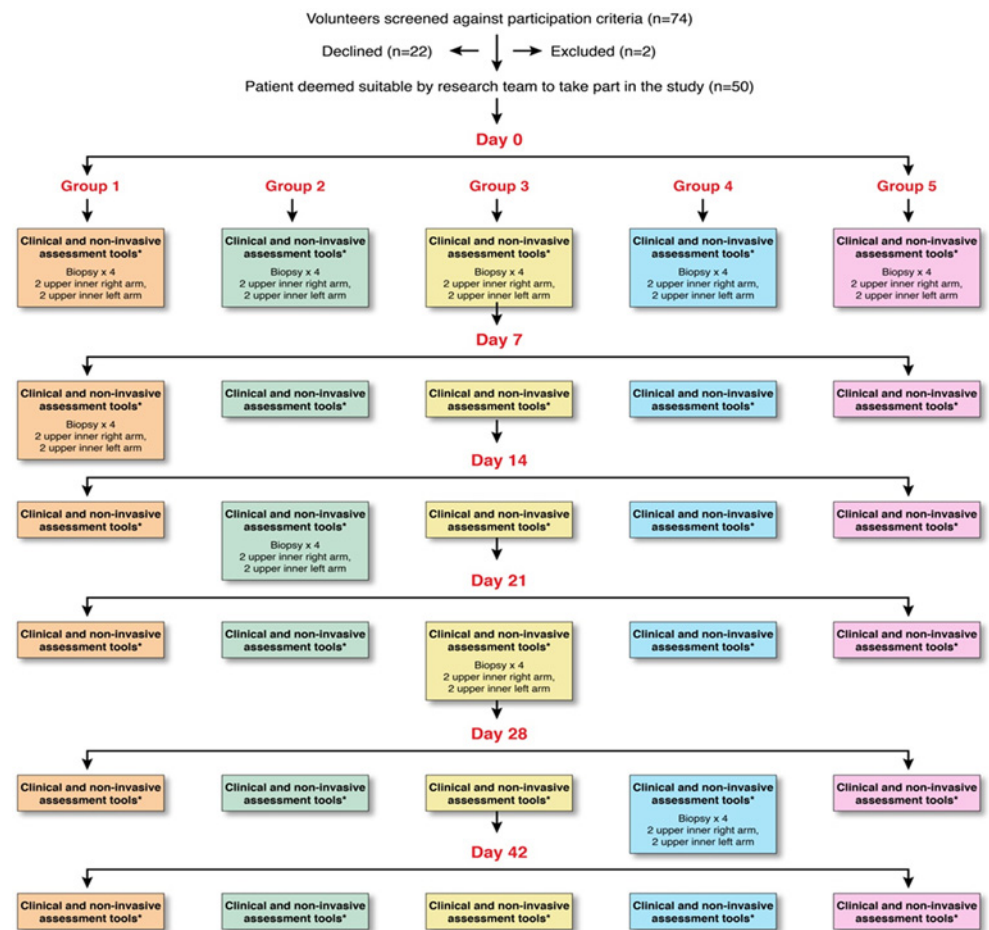 Volunteers screened against participation criteria (n=74)
Declined (n=22)
Excluded (n=2)
Patient deemed suitable by research team to take part in the study (n=50)
Day 0
Group 1
Group 2
Group 3
Group 4
Group 5
Clinical and non-invasive
assessment tools*
Biopsy x 4
2 upper inner right arm,
2 upper inner left arm
Clinical and non-invasive
assessment tools*
Biopsy x 4
2 upper inner right arm,
2 upper inner left arm
Clinical and non-invasive
assessment tools*
Biopsy x 4
2 upper inner right arm,
2 upper inner left arm
Clinical and non-invasive
assessment tools*
Biopsy x 4
2 upper inner right arm,
2 upper inner left arm
Clinical and non-invasive
assessment tools*
Biopsy x 4
2 upper inner right arm,
2 upper inner left arm
Day 7
Clinical and non-invasive
assessment tools*
Biopsy x 4
2 upper inner right arm,
2 upper inner left arm
Clinical and non-invasive
assessment tools*
Clinical and non-invasive
assessment tools*
Clinical and non-invasive
assessment tools*
Clinical and non-invasive
assessment tools*
Day 14
Clinical and non-invasive
assessment tools*
Clinical and non-invasive
assessment tools*
Biopsy x 4
2 upper inner right arm,
2 upper inner left arm
Clinical and non-invasive
assessment tools*
Clinical and non-invasive
assessment tools*
Clinical and non-invasive
assessment tools*
Day 21
Clinical and non-invasive
assessment tools*
Clinical and non-invasive
assessment tools*
Clinical and non-invasive
assessment tools*
Biopsy x 4
2 upper inner right arm,
2 upper inner left arm
Clinical and non-invasive
assessment tools*
Clinical and non-invasive
assessment tools*
Day 28
Clinical and non-invasive
assessment tools*
Clinical and non-invasive
assessment tools*
Clinical and non-invasive
assessment tools*
Clinical and non-invasive
assessment tools*
Biopsy x 4
2 upper inner right arm,
2 upper inner left arm
Clinical and non-invasive
assessment tools*
Day 42
Clinical and non-invasive
assessment tools*
Clinical and non-invasive
assessment tools*
Clinical and non-invasive
assessment tools*
Clinical and non-invasive
assessment tools*
Clinical and non-invasive
assessment tools*